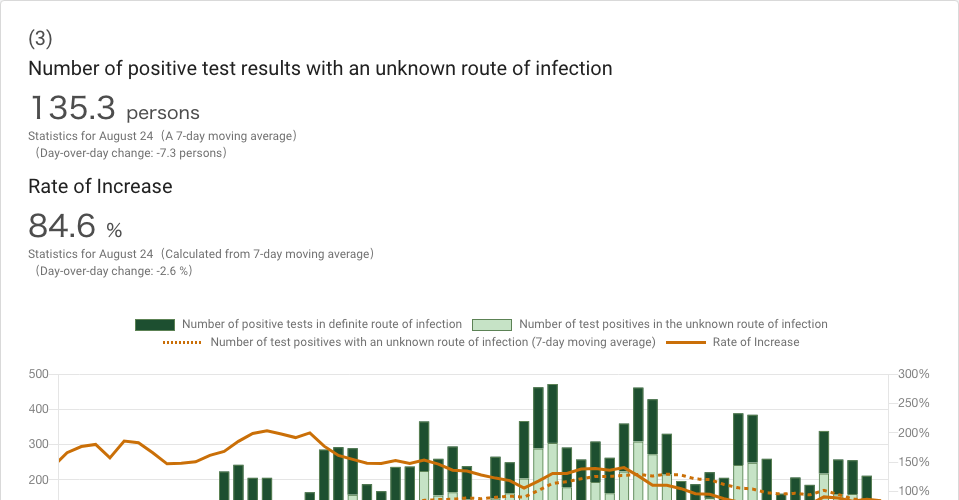 (3)
Number of positive test results with an unknown route of infection
135.3 persons
Statistics for August 24（A 7-day moving average）
（Day-over-day change: -7.3 persons）
Rate of Increase
84.6 %
Statistics for August 24（Calculated from 7-day moving average）
（Day-over-day change: -2.6 %）
Number of positive tests in definite route of infection Number of test positives in the unknown route of infection
Number of test positives with an unknown route of infection (7-day moving average) Rate of Increase
500 300%
400 250%
300 200%
200 150%
100%